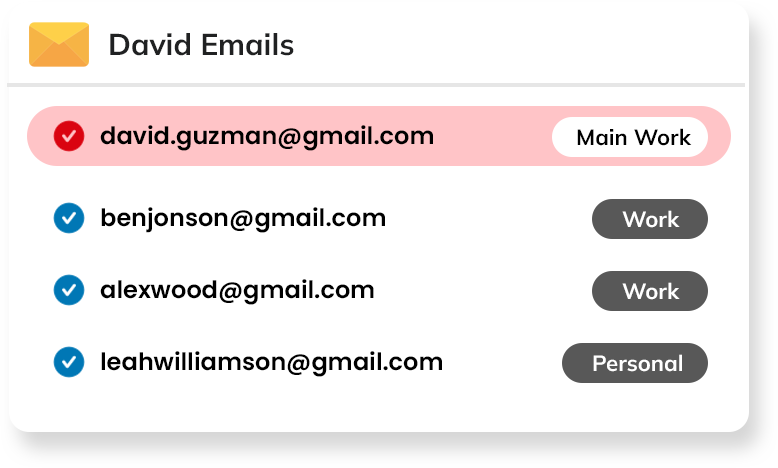 David Emails
david.guzman@gmail.com Main Work
benjonson@gmail.com Work
alexwood@gmail.com Work
leahwilliamson@gmail.com Personal